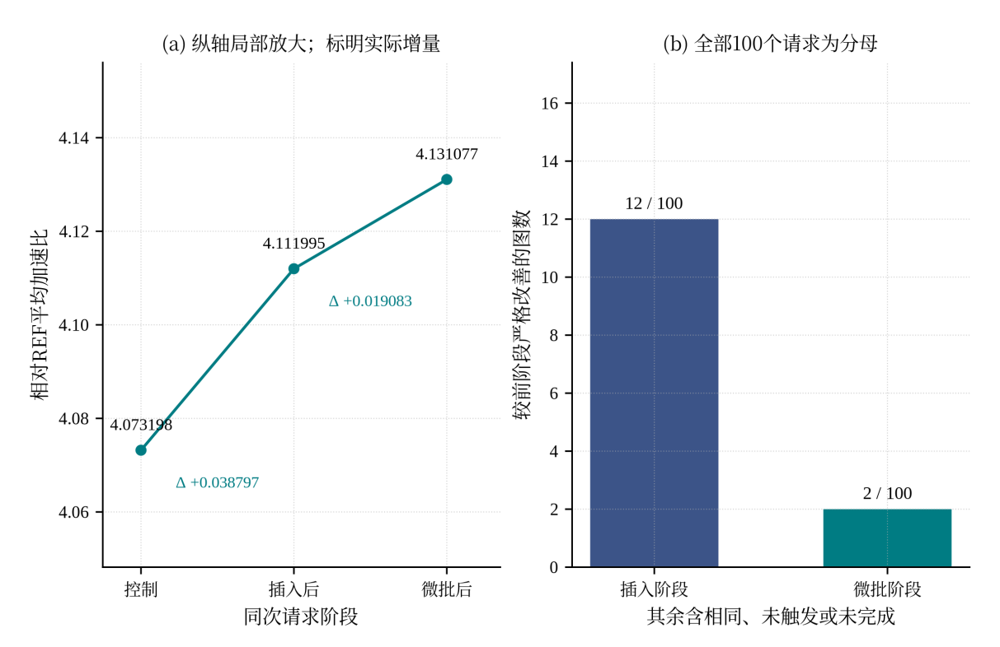 (a) 纵轴局部放大；标明实际增量
相对REF平均加速比
4.14
4.12
4.10
4.08
4.06
4.131077
4.111995
Δ +0.019083
4.073198
Δ +0.038797
控制 插入后 微批后
同次请求阶段
(b) 全部100个请求为分母
较前阶段严格改善的图数
16
14
12
10
8
6
4
2
0
12 / 100
2 / 100
插入阶段 微批阶段
其余含相同、未触发或未完成